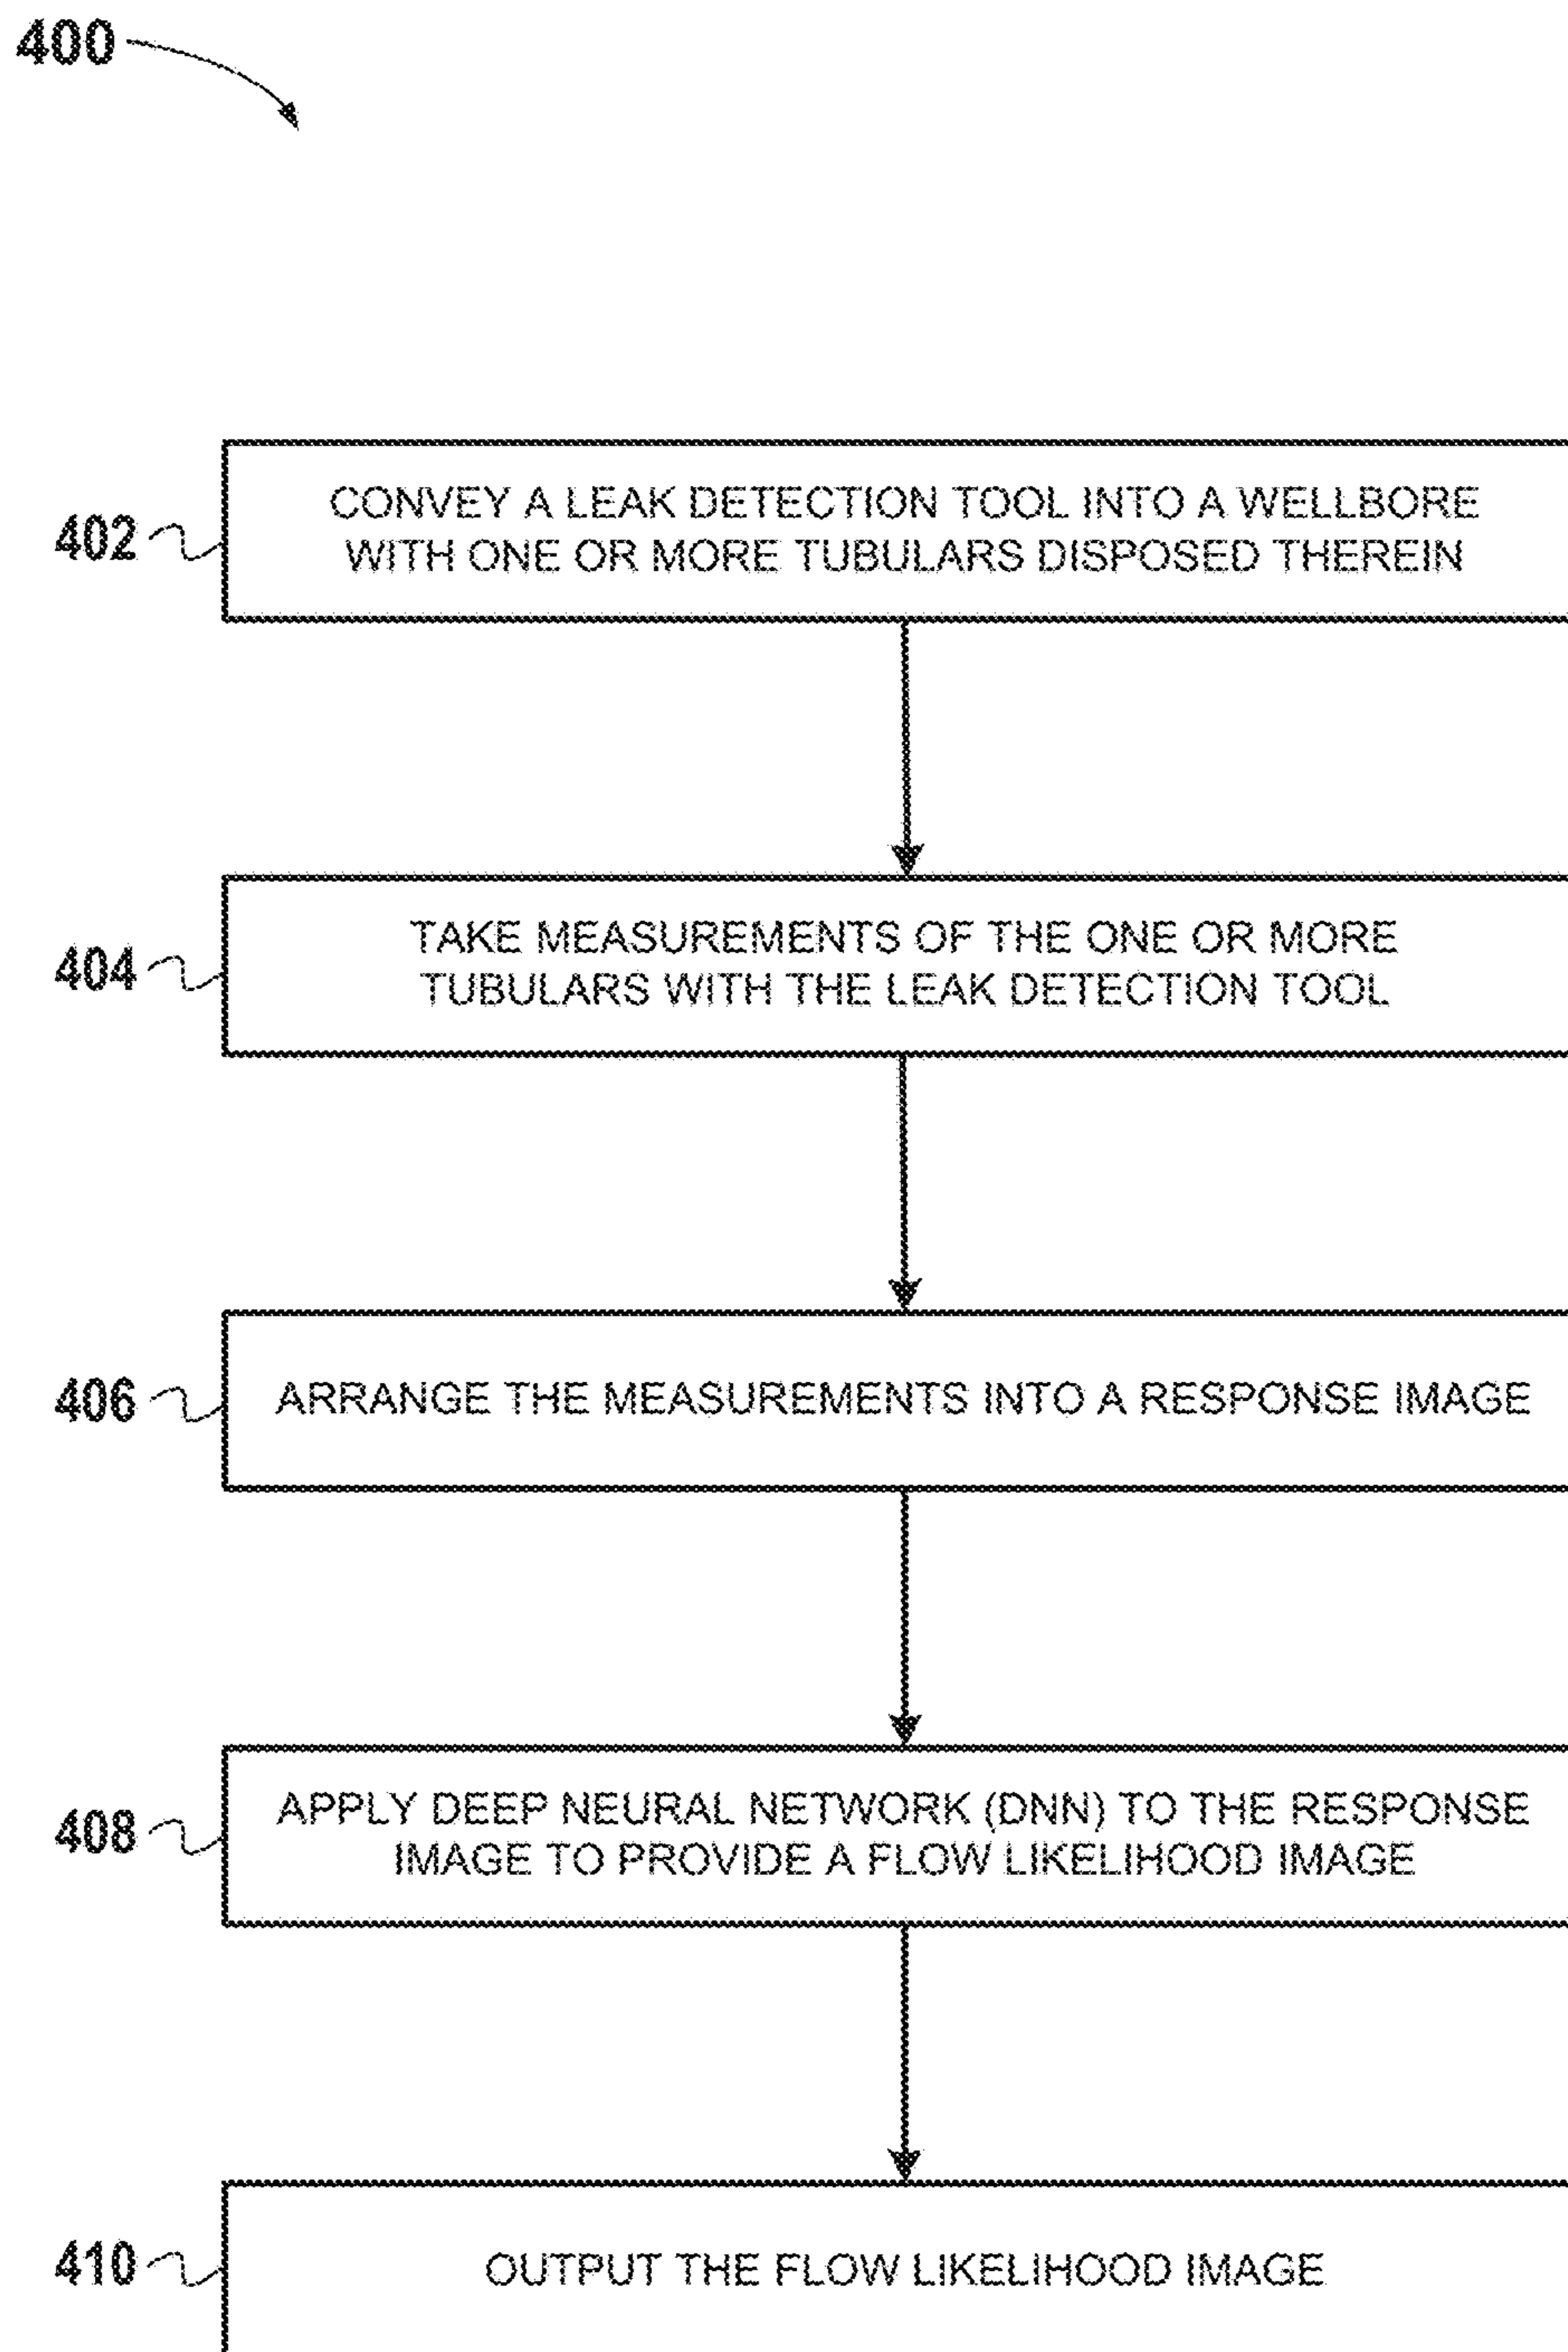 400
402
CONVEY A LEAK DETECTION TOOL INTO A WELLBORE
WITH ONE OR MORE TUBULARS DISPOSED THEREIN
404
TAKE MEASUREMENTS OF THE ONE OR MORE
TUBULARS WITH THE LEAK DETECTION TOOL
406
ARRANGE THE MEASUREMENTS INTO A RESPONSE IMAGE
408
APPLY DEEP NEURAL NETWORK (DNN) TO THE RESPONSE
IMAGE TO PROVIDE A FLOW LIKELIHOOD IMAGE
410
OUTPUT THE FLOW LIKELIHOOD IMAGE